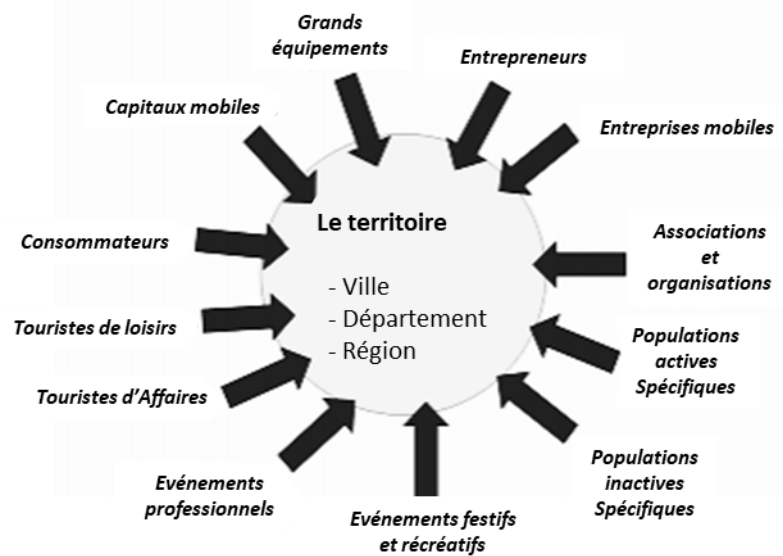 Grands
équipements
Entrepreneurs
Capitaux mobiles
Entreprises mobiles
Le territoire
- Ville
- Département
- Région
Consommateurs
Associations
et
organisations
Touristes de loisirs
Populations
actives
Spécifiques
Touristes d’Affaires
Populations
inactives
Spécifiques
Evénements
professionnels
Evénements festifs
et récréatifs